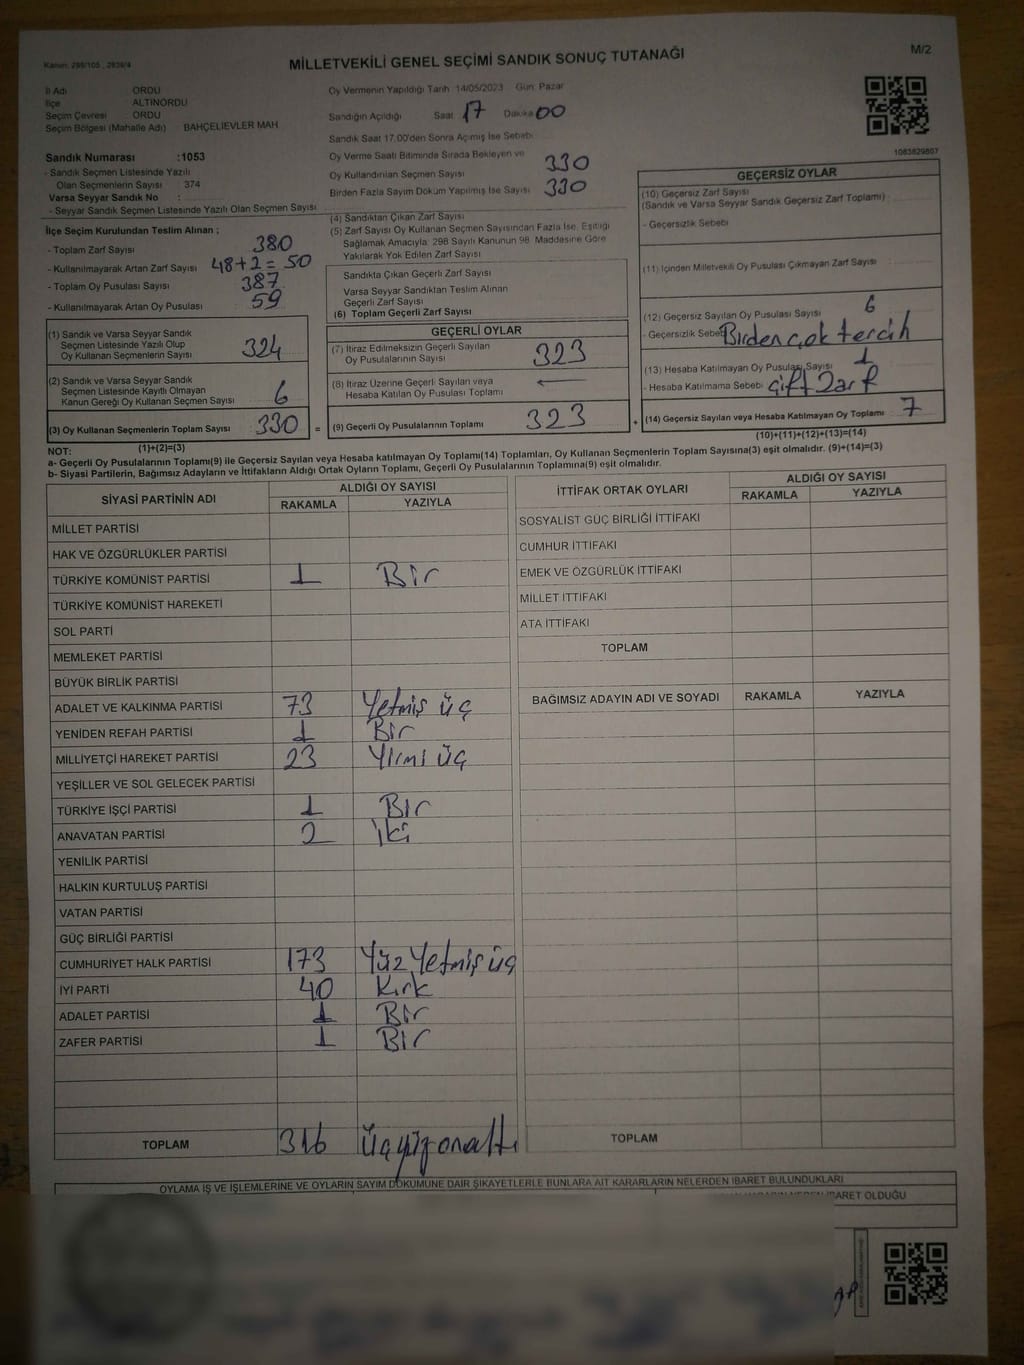 Kanun: 298/105 , 2839/4
MİLLETVEKİLİ GENEL SEÇİMİ SANDIK SONUÇ TUTANAĞI
M/2
İl Adı ORDU
İlçe ALTINORDU
Seçim Çevresi ORDU
Seçim Bölgesi (Mahalle Adı) BAHÇELİEVLER MAH
Oy Vermenin Yapıldığı Tarih 14/05/2023 Gün: Pazar
Sandığın Açıldığı Saat 17 Dakika 00
Sandık Saat 17:00'den Sonra Açılmış İse Sebebi
1083829807
Sandık Numarası :1053
- Sandık Seçmen Listesinde Yazılı
Olan Seçmenlerin Sayısı : 374
Varsa Seyyar Sandık No :
- Seyyar Sandık Seçmen Listesinde Yazılı Olan Seçmen Sayısı
Oy Verme Saati Bitiminde Sırada Bekleyen ve
Oy Kullandırılan Seçmen Sayısı 330
Birden Fazla Sayım Döküm Yapılmış İse Sayısı 330
İlçe Seçim Kurulundan Teslim Alınan ;
- Toplam Zarf Sayısı 380
- Kullanılmayarak Artan Zarf Sayısı 48+2=50
- Toplam Oy Pusulası Sayısı 387
- Kullanılmayarak Artan Oy Pusulası 59
(4) Sandıktan Çıkan Zarf Sayısı
(5) Zarf Sayısı Oy Kullanan Seçmen Sayısından Fazla İse, Eşitliği
Sağlamak Amacıyla: 298 Sayılı Kanunun 98. Maddesine Göre
Yakılarak Yok Edilen Zarf Sayısı
Sandıkta Çıkan Geçerli Zarf Sayısı
Varsa Seyyar Sandıktan Teslim Alınan
Geçerli Zarf Sayısı
(6) Toplam Geçerli Zarf Sayısı
GEÇERSİZ OYLAR
(10) Geçersiz Zarf Sayısı
(Sandık ve Varsa Seyyar Sandık Geçersiz Zarf Toplamı)
- Geçersizlik Sebebi
(11) İçinden Milletvekili Oy Pusulası Çıkmayan Zarf Sayısı
(12) Geçersiz Sayılan Oy Pusulası Sayısı 6
- Geçersizlik Sebebi Birden çok tercih
(13) Hesaba Katılmayan Oy Pusulası Sayısı 1
- Hesaba Katılmama Sebebi çift Zarf
(14) Geçersiz Sayılan veya Hesaba Katılmayan Oy Toplamı 7
(10)+(11)+(12)+(13)=(14)
(1) Sandık ve Varsa Seyyar Sandık
Seçmen Listesinde Yazılı Olup
Oy Kullanan Seçmenlerin Sayısı 324
(2) Sandık ve Varsa Seyyar Sandık
Seçmen Listesinde Kayıtlı Olmayan
Kanun Gereği Oy Kullanan Seçmen Sayısı 6
(3) Oy Kullanan Seçmenlerin Toplam Sayısı 330 =
(1)+(2)=(3)
GEÇERLİ OYLAR
(7) İtiraz Edilmeksizin Geçerli Sayılan
Oy Pusulalarının Sayısı 323
(8) İtiraz Üzerine Geçerli Sayılan veya
Hesaba Katılan Oy Pusulası Toplamı
(9) Geçerli Oy Pusulalarının Toplamı 323 +
NOT:
a- Geçerli Oy Pusulalarının Toplamı(9) ile Geçersiz Sayılan veya Hesaba katılmayan Oy Toplamı(14) Toplamları, Oy Kullanan Seçmenlerin Toplam Sayısına(3) eşit olmalıdır. (9)+(14)=(3)
b- Siyasi Partilerin, Bağımsız Adayların ve İttifakların Aldığı Ortak Oyların Toplamı, Geçerli Oy Pusulalarının Toplamına(9) eşit olmalıdır.
SİYASİ PARTİNİN ADI ALDIĞI OY SAYISI
RAKAMLA YAZIYLA
MİLLET PARTİSİ
HAK VE ÖZGÜRLÜKLER PARTİSİ
TÜRKİYE KOMÜNİST PARTİSİ 1 Bir
TÜRKİYE KOMÜNİST HAREKETİ
SOL PARTİ
MEMLEKET PARTİSİ
BÜYÜK BİRLİK PARTİSİ
ADALET VE KALKINMA PARTİSİ 73 Yetmiş üç
YENİDEN REFAH PARTİSİ 1 Bir
MİLLİYETÇİ HAREKET PARTİSİ 23 Yirmi üç
YEŞİLLER VE SOL GELECEK PARTİSİ
TÜRKİYE İŞÇİ PARTİSİ 1 Bir
ANAVATAN PARTİSİ 2 iki
YENİLİK PARTİSİ
HALKIN KURTULUŞ PARTİSİ
VATAN PARTİSİ
GÜÇ BİRLİĞİ PARTİSİ
CUMHURİYET HALK PARTİSİ 173 Yüz Yetmiş üç
İYİ PARTİ 40 Kırk
ADALET PARTİSİ 1 Bir
ZAFER PARTİSİ 1 Bir
TOPLAM 316 Üçyüzonaltı
İTTİFAK ORTAK OYLARI ALDIĞI OY SAYISI
RAKAMLA YAZIYLA
SOSYALİST GÜÇ BİRLİĞİ İTTİFAKI
CUMHUR İTTİFAKI
EMEK VE ÖZGÜRLÜK İTTİFAKI
MİLLET İTTİFAKI
ATA İTTİFAKI
TOPLAM
BAĞIMSIZ ADAYIN ADI VE SOYADI RAKAMLA YAZIYLA
TOPLAM
OYLAMA İŞ VE İŞLEMLERİNE VE OYLARIN SAYIM DÖKÜMÜNE DAİR ŞİKAYETLERLE BUNLARA AİT KARARLARIN NELERDEN İBARET BULUNDUKLARI
İBARET OLDUĞU